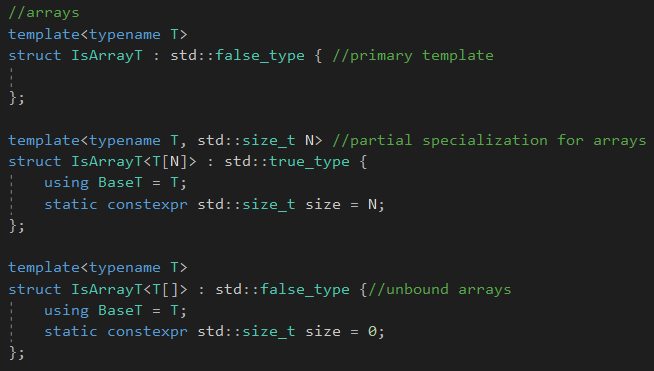 //arrays
template<typename T>
struct IsArrayT : std::false_type { //primary template
};
template<typename T, std::size_t N> //partial specialization for arrays
struct IsArrayT<T[N]> : std::true_type {
using BaseT = T;
static constexpr std::size_t size = N;
};
template<typename T>
struct IsArrayT<T[]> : std::false_type {//unbound arrays
using BaseT = T;
static constexpr std::size_t size = 0;
};